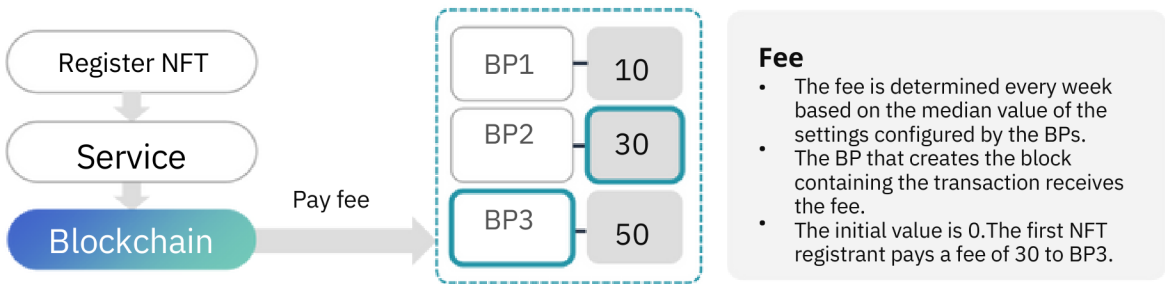 Register NFT
Service
Blockchain
Pay fee
BP1
10
BP2
30
BP3
50
Fee
• The fee is determined every week
based on the median value of the
settings configured by the BPs.
• The BP that creates the block
containing the transaction receives
the fee.
• The initial value is 0.The first NFT
registrant pays a fee of 30 to BP3.